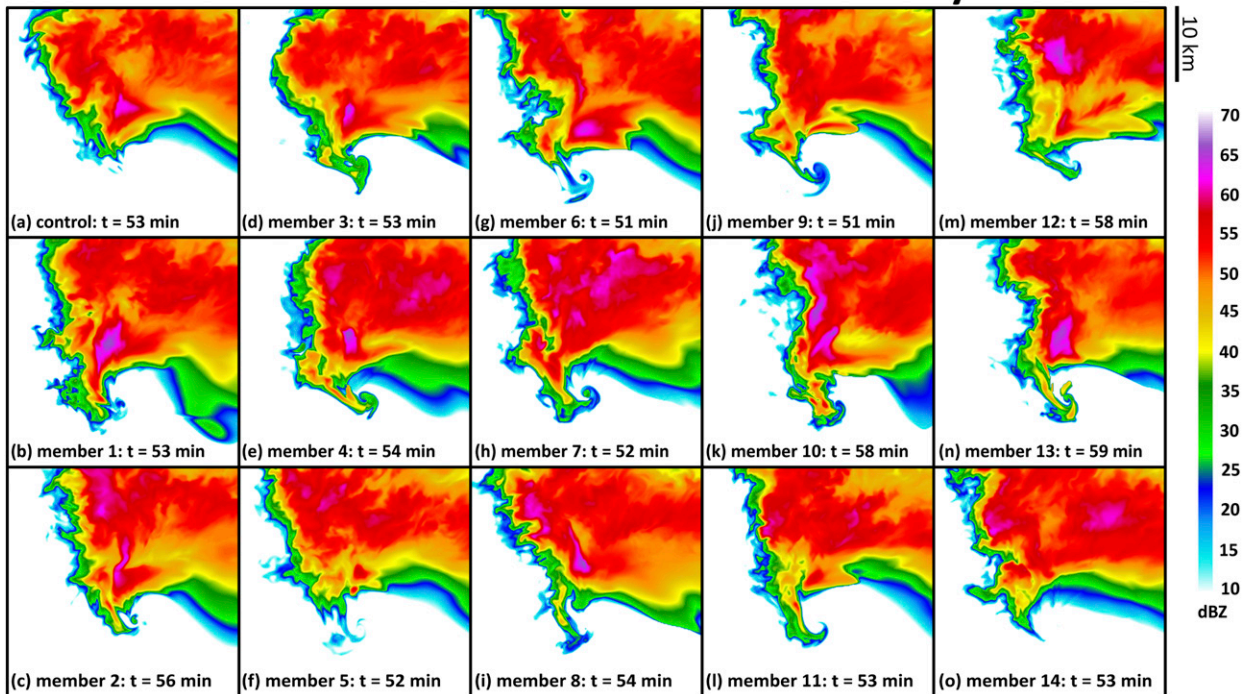 10 km
(a) control: t = 53 min
(d) member 3: t = 53 min
(g) member 6: t = 51 min
(j) member 9: t = 51 min
(m) member 12: t = 58 min
(b) member 1: t = 53 min
(e) member 4: t = 54 min
(h) member 7: t = 52 min
(k) member 10: t = 58 min
(n) member 13: t = 59 min
(c) member 2: t = 56 min
(f) member 5: t = 52 min
(i) member 8: t = 54 min
(l) member 11: t = 53 min
(o) member 14: t = 53 min
70
65
60
55
50
45
40
35
30
25
20
15
10
dBZ